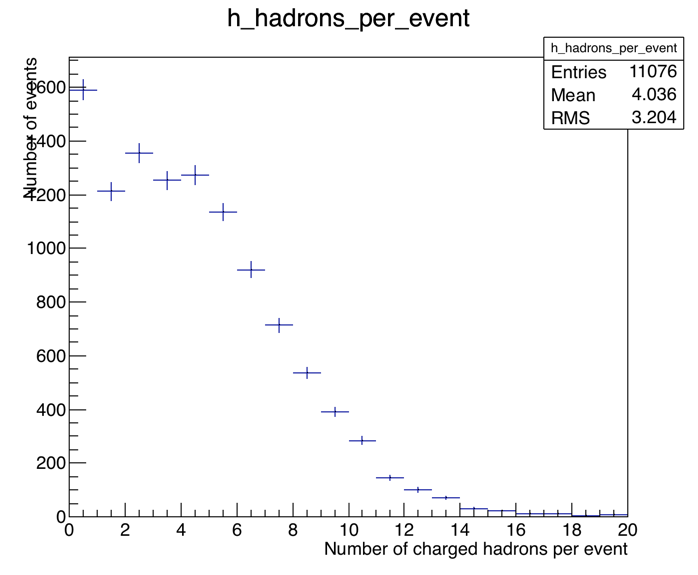 h_hadrons_per_event
h_hadrons_per_event
Entries 11076
Mean 4.036
RMS 3.204
Number of events
1600
1400
1200
1000
800
600
400
200
0
0 2 4 6 8 10 12 14 16 18 20
Number of charged hadrons per event